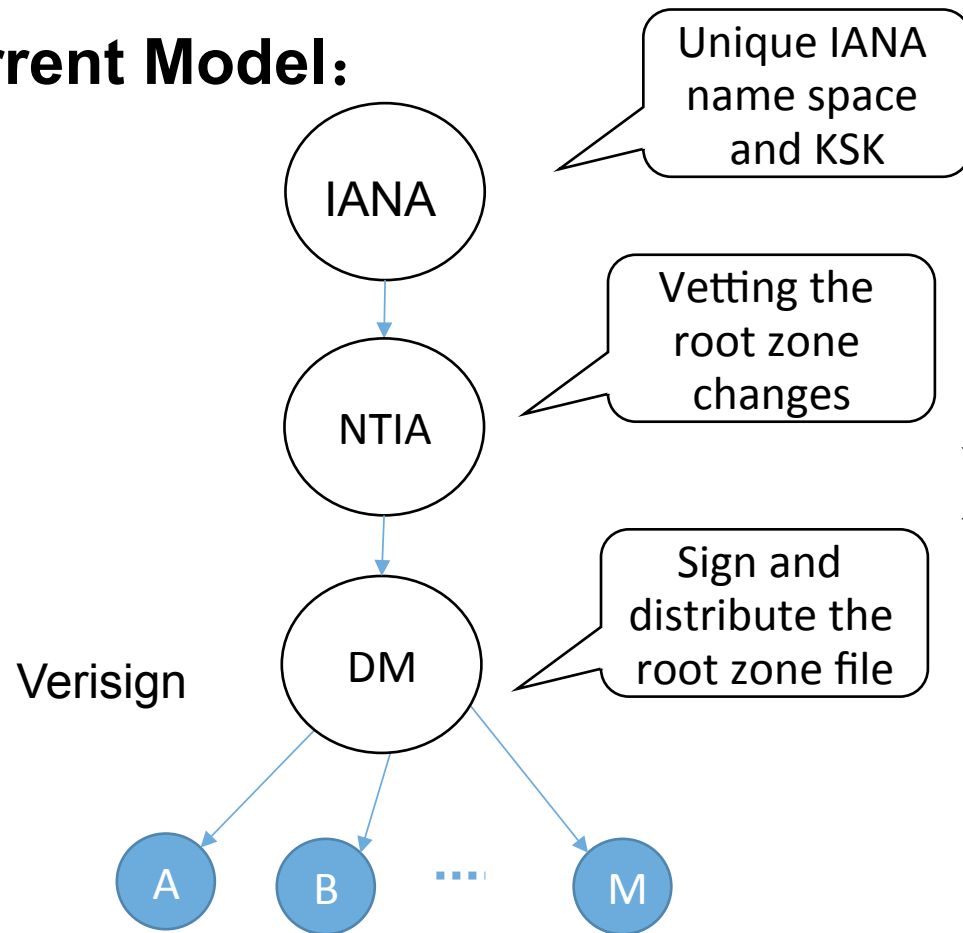 rrent Model：
Unique IANA
name space
and KSK
IANA
Vetting the
root zone
changes
NTIA
Sign and
distribute the
root zone file
Verisign
DM
A
B
M